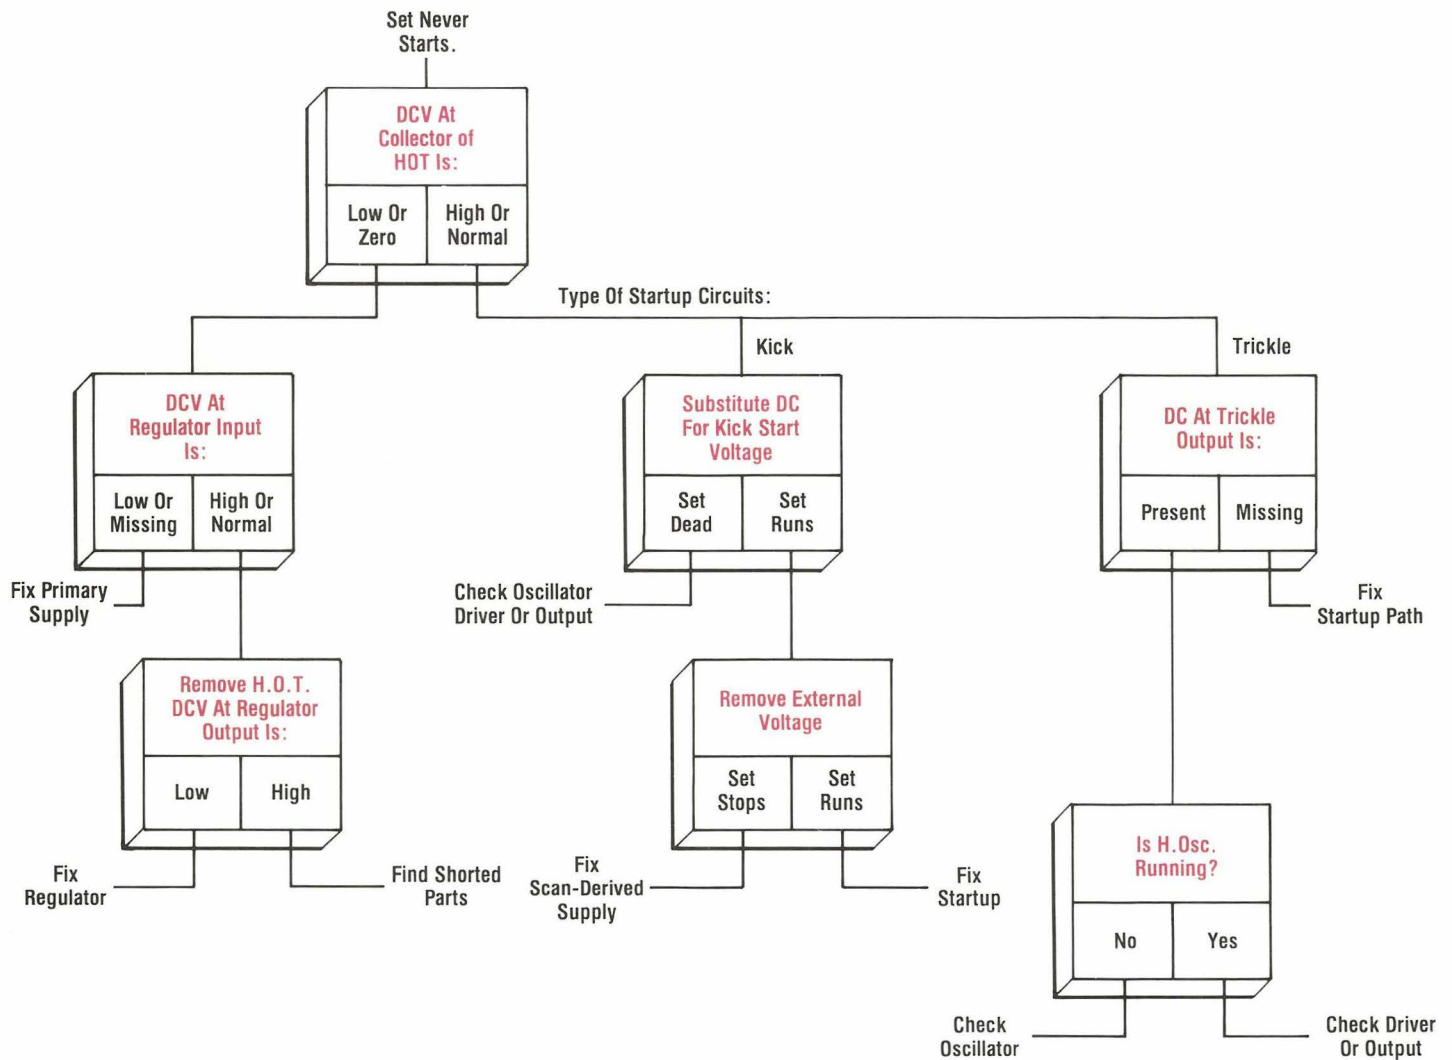 Set Never
Starts.
DCV At
Collector of
HOT Is:
Low Or
Zero
High Or
Normal
Type Of Startup Circuits:
Kick
Trickle
DCV At
Regulator Input
Is:
Low Or
Missing
High Or
Normal
Substitute DC
For Kick Start
Voltage
Set
Dead
Set
Runs
DC At Trickle
Output Is:
Present
Missing
Fix Primary
Supply
Check Oscillator
Driver Or Output
Fix
Startup Path
Remove H.O.T.
DCV At Regulator
Output Is:
Low
High
Remove External
Voltage
Set
Stops
Set
Runs
Fix
Regulator
Find Shorted
Parts
Fix
Scan-Derived
Supply
Fix
Startup
Is H.Osc.
Running?
No
Yes
Check
Oscillator
Check Driver
Or Output